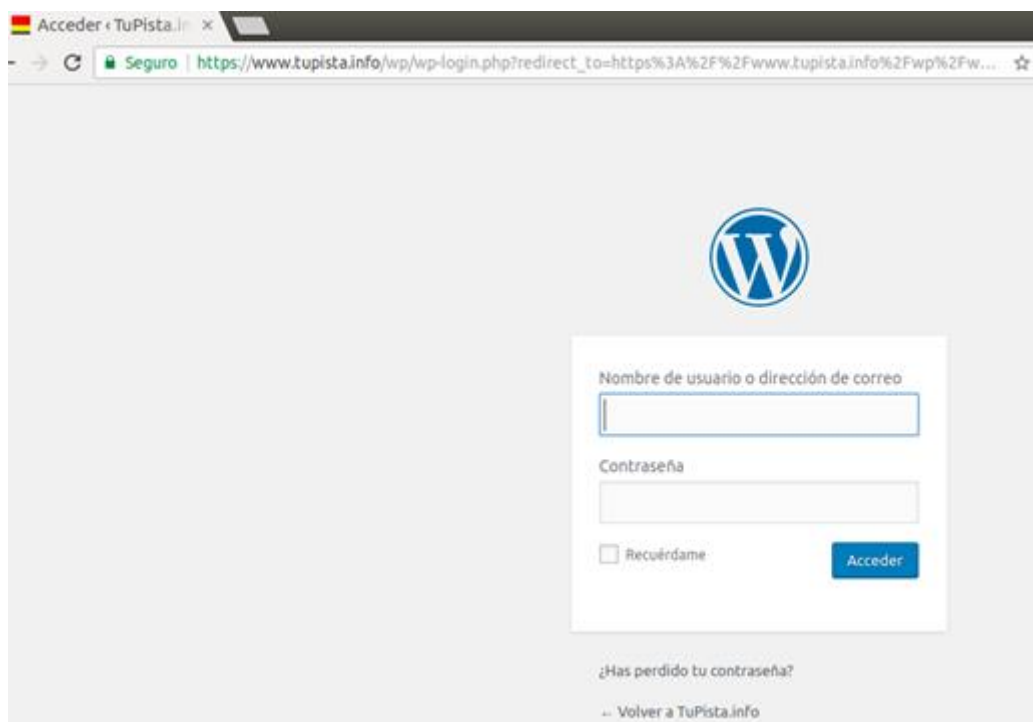 Acceder ‹ TuPista.in
Seguro | https://www.tupista.info/wp/wp-login.php?redirect_to=https%3A%2F%2Fwww.tupista.info%2Fwp%2Fw...
Nombre de usuario o dirección de correo
Contraseña
Recuérdame
Acceder
¿Has perdido tu contraseña?
← Volver a TuPista.info